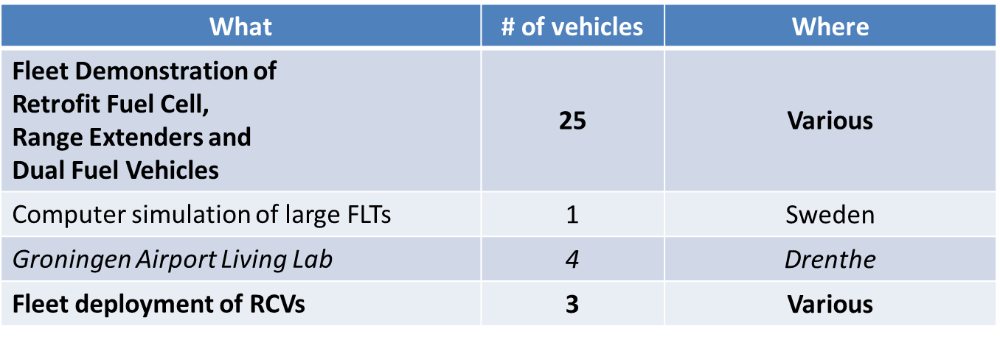 What # of vehicles Where
Fleet Demonstration of
Retrofit Fuel Cell,
Range Extenders and
Dual Fuel Vehicles
25 Various
Computer simulation of large FLTs 1 Sweden
Groningen Airport Living Lab 4 Drenthe
Fleet deployment of RCVs 3 Various